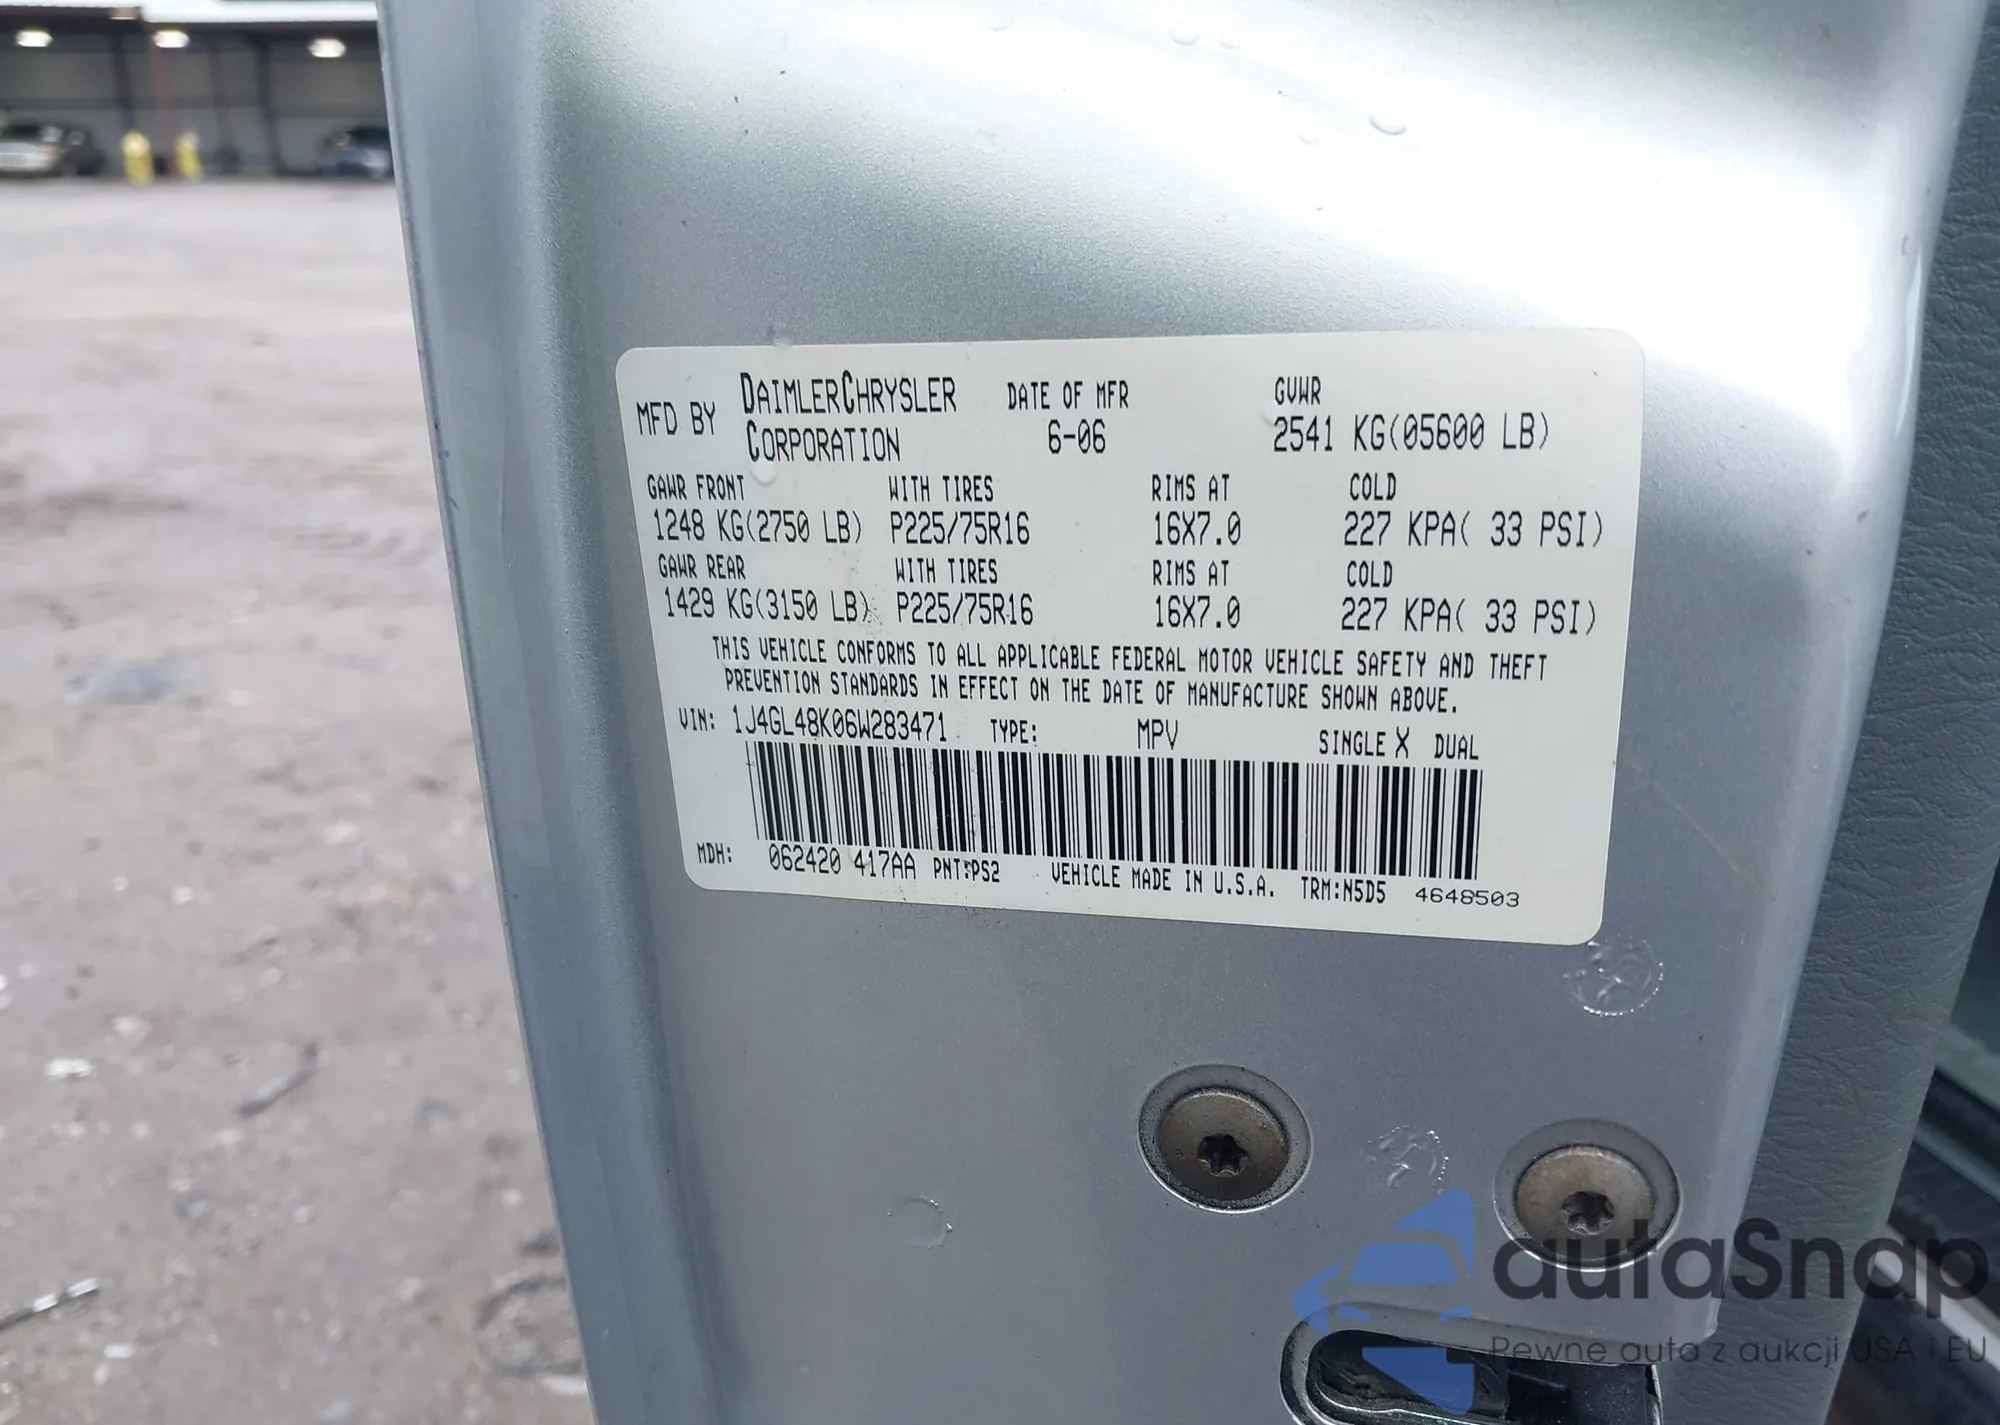 MFD BY DAIMLERCHRYSLER CORPORATION DATE OF MFR 6-06 GVWR 2541 KG(05600 LB)
GAWR FRONT WITH TIRES RIMS AT COLD
1248 KG(2750 LB) P225/75R16 16X7.0 227 KPA( 33 PSI)
GAWR REAR WITH TIRES RIMS AT COLD
1429 KG(3150 LB) P225/75R16 16X7.0 227 KPA( 33 PSI)
THIS VEHICLE CONFORMS TO ALL APPLICABLE FEDERAL MOTOR VEHICLE SAFETY AND THEFT
PREVENTION STANDARDS IN EFFECT ON THE DATE OF MANUFACTURE SHOWN ABOVE.
VIN: 1J4GL48K06W283471 TYPE: MPV SINGLE X DUAL
MDH: 062420 417AA PNT:PS2 VEHICLE MADE IN U.S.A. TRM:N5D5 4648503
autaSnap
Pewne auta z aukcji USA i EU